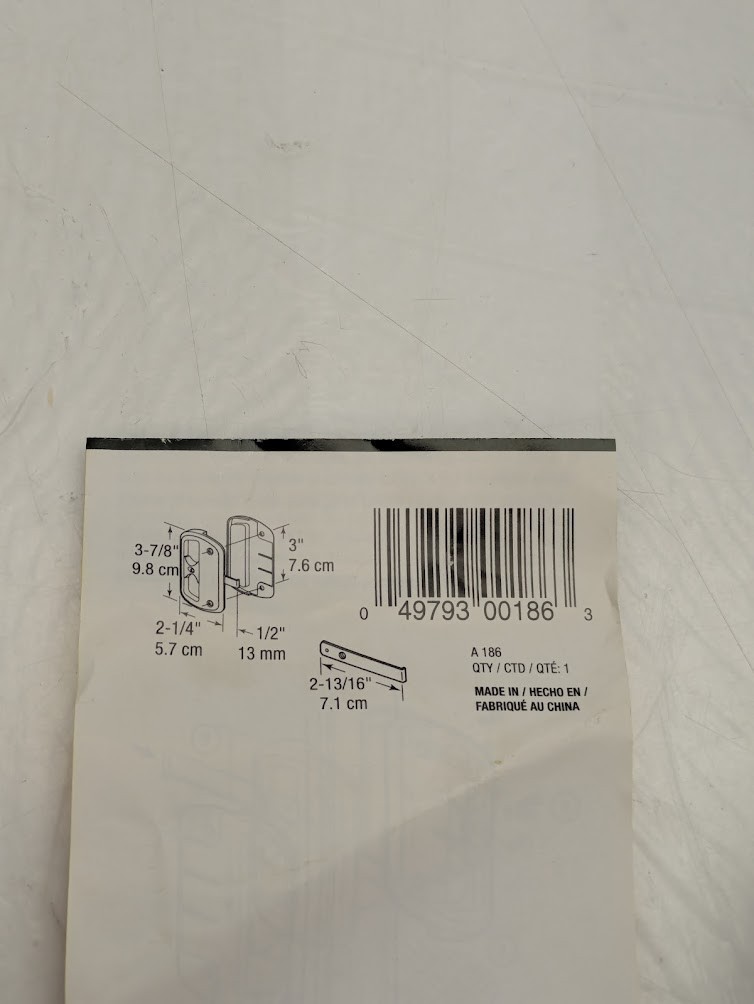 3-7/8"
9.8 cm
3"
7.6 cm
2-1/4"
5.7 cm
1/2"
13 mm
2-13/16"
7.1 cm
0 49793 00186 3
A 186
QTY / CTD / QTÉ: 1
MADE IN / HECHO EN /
FABRIQUÉ AU CHINA